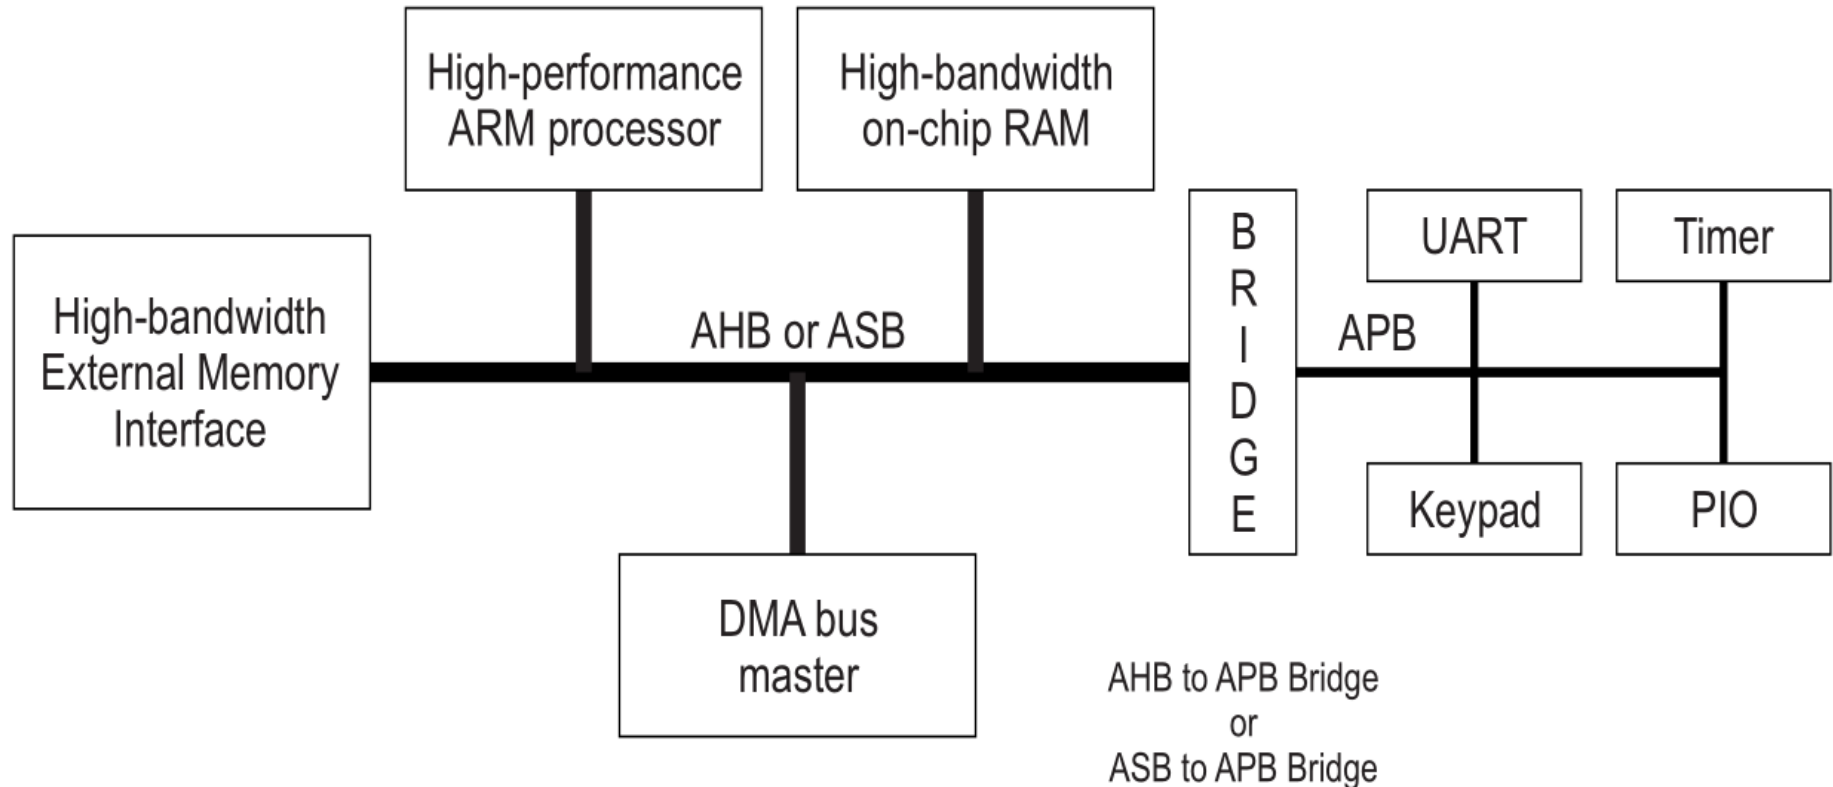 High-performance
ARM processor
High-bandwidth
on-chip RAM
High-bandwidth
External Memory
Interface
AHB or ASB
B
R
I
D
G
E
APB
UART
Timer
Keypad
PIO
DMA bus
master
AHB to APB Bridge
or
ASB to APB Bridge